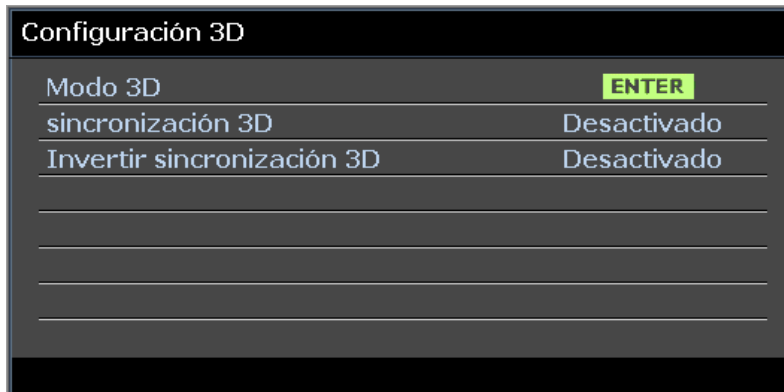 Configuración 3D
Modo 3D ENTER
sincronización 3D Desactivado
Invertir sincronización 3D Desactivado